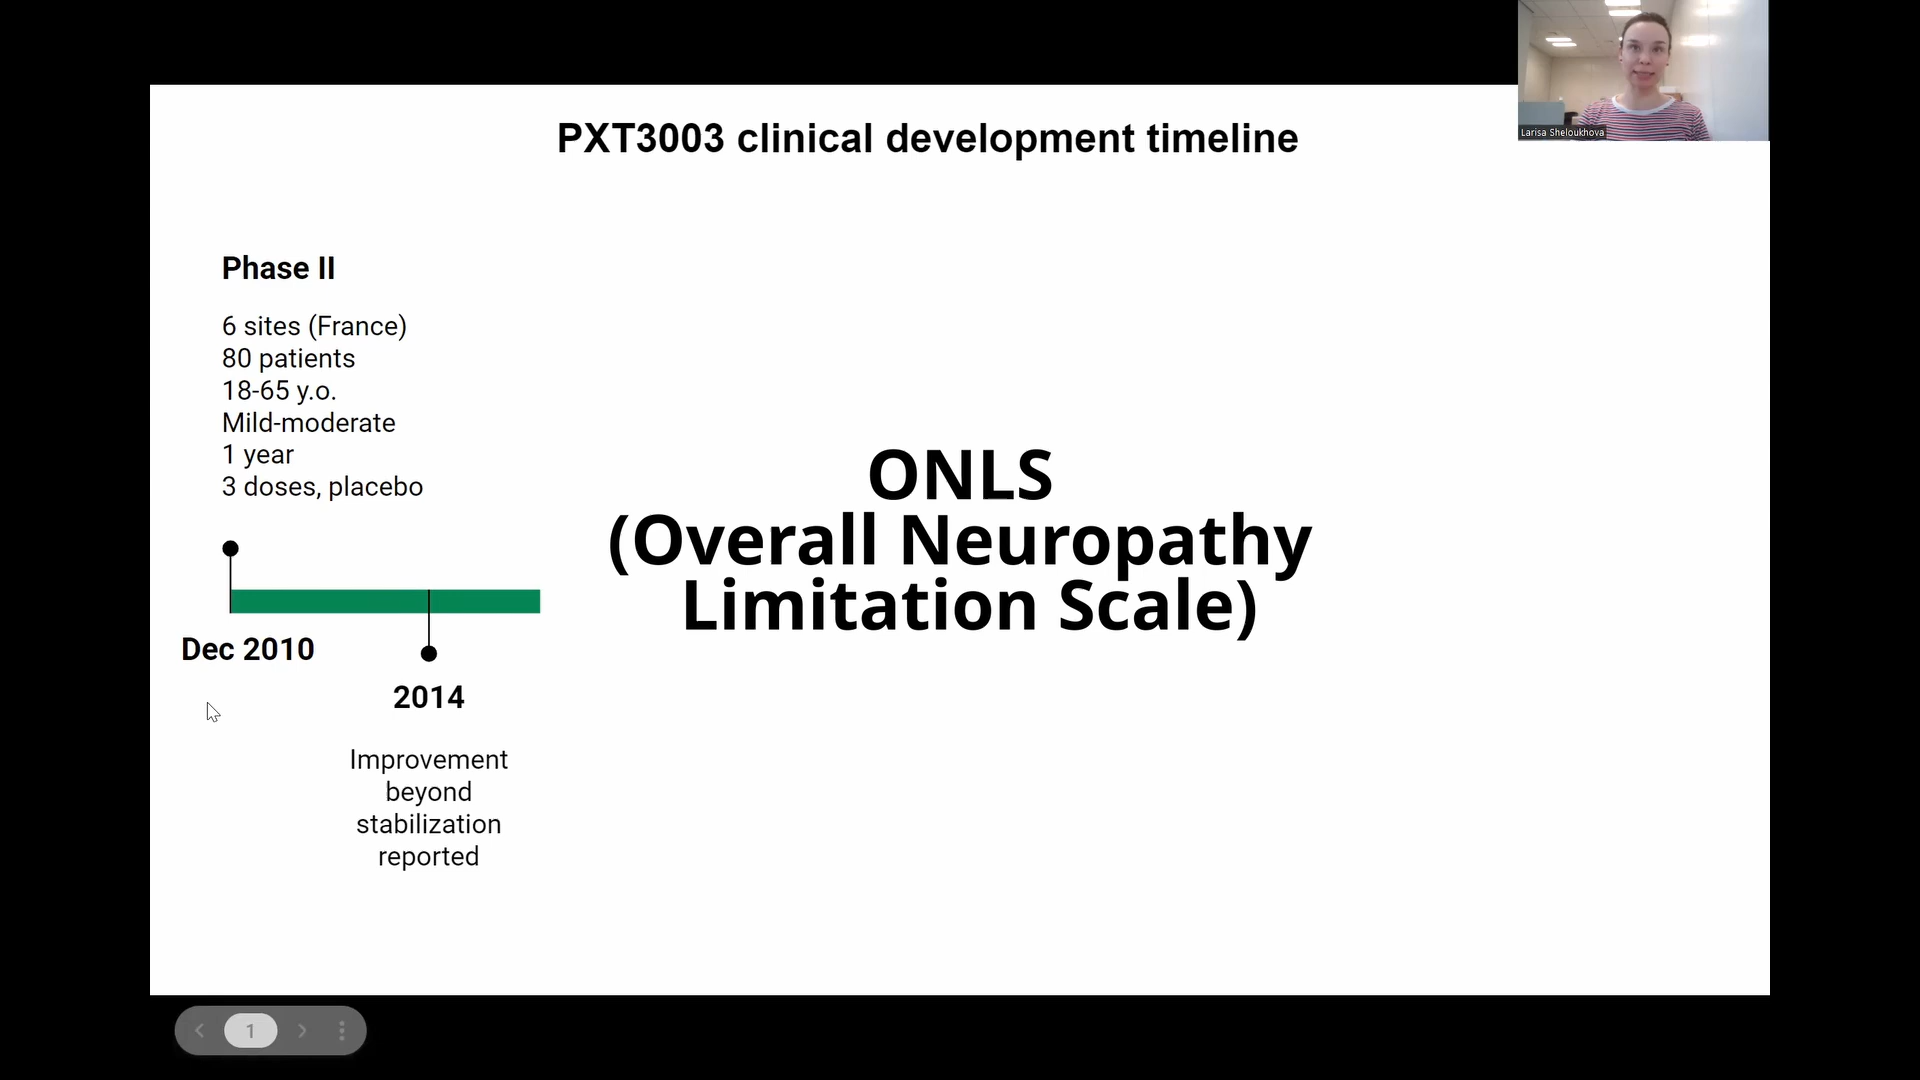 Larisa Sheloukhova
PXT3003 clinical development timeline
Phase II
6 sites (France)
80 patients
18-65 y.o.
Mild-moderate
1 year
3 doses, placebo
ONLS
(Overall Neuropathy
Limitation Scale)
Dec 2010
2014
Improvement
beyond
stabilization
reported
1